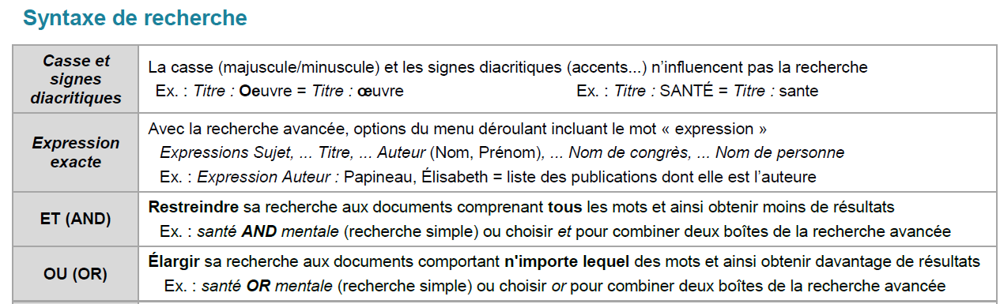 Syntaxe de recherche
Casse et
signes
diacritiques
La casse (majuscule/minuscule) et les signes diacritiques (accents...) n'influencent pas la recherche
Ex. : Titre : Oeuvre = Titre : œuvre Ex. : Titre : SANTÉ = Titre : sante
Expression
exacte
Avec la recherche avancée, options du menu déroulant incluant le mot « expression »
Expressions Sujet, ... Titre, ... Auteur (Nom, Prénom), ... Nom de congrès, ... Nom de personne
Ex. : Expression Auteur : Papineau, Élisabeth = liste des publications dont elle est l'auteure
ET (AND)
Restreindre sa recherche aux documents comprenant tous les mots et ainsi obtenir moins de résultats
Ex. : santé AND mentale (recherche simple) ou choisir et pour combiner deux boîtes de la recherche avancée
OU (OR)
Élargir sa recherche aux documents comportant n'importe lequel des mots et ainsi obtenir davantage de résultats
Ex. : santé OR mentale (recherche simple) ou choisir or pour combiner deux boîtes de la recherche avancée